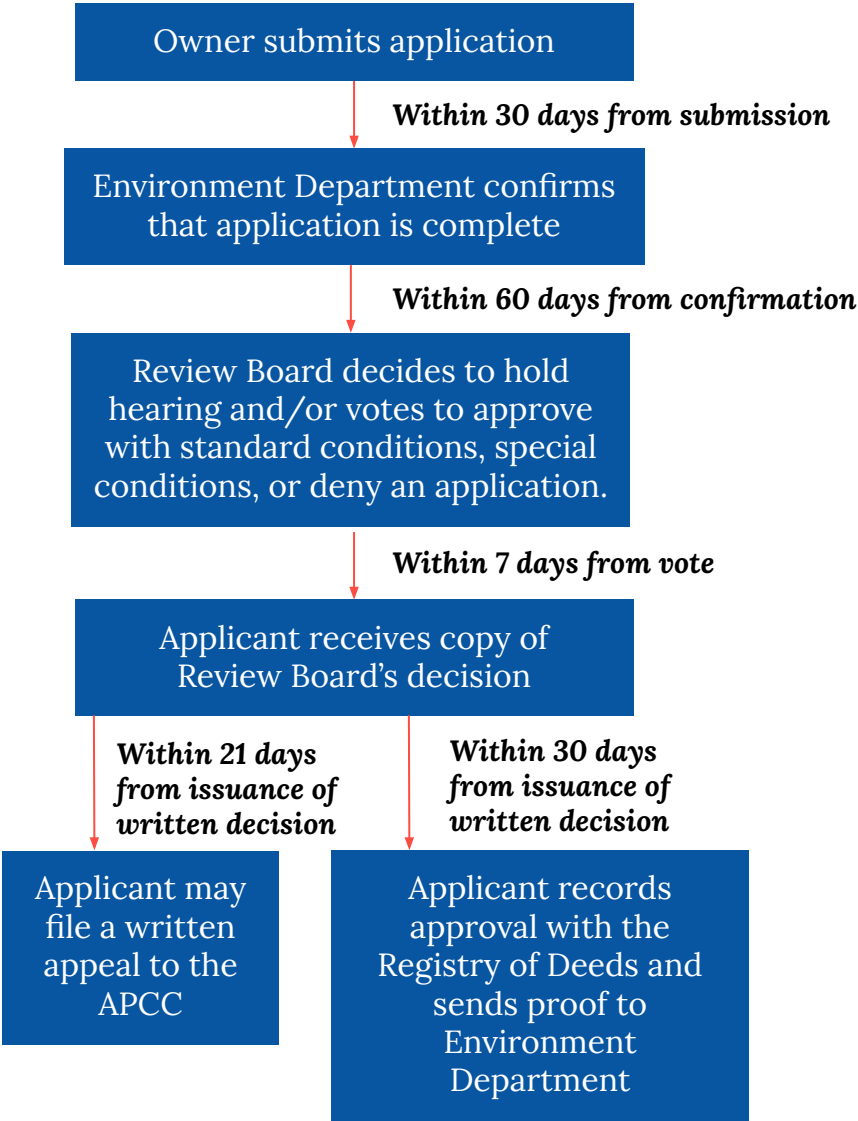 Owner submits application
Within 30 days from submission
Environment Department confirms
that application is complete
Within 60 days from confirmation
Review Board decides to hold
hearing and/or votes to approve
with standard conditions, special
conditions, or deny an application.
Within 7 days from vote
Applicant receives copy of
Review Board’s decision
Within 21 days
from issuance of
written decision
Within 30 days
from issuance of
written decision
Applicant may
file a written
appeal to the
APCC
Applicant records
approval with the
Registry of Deeds and
sends proof to
Environment
Department